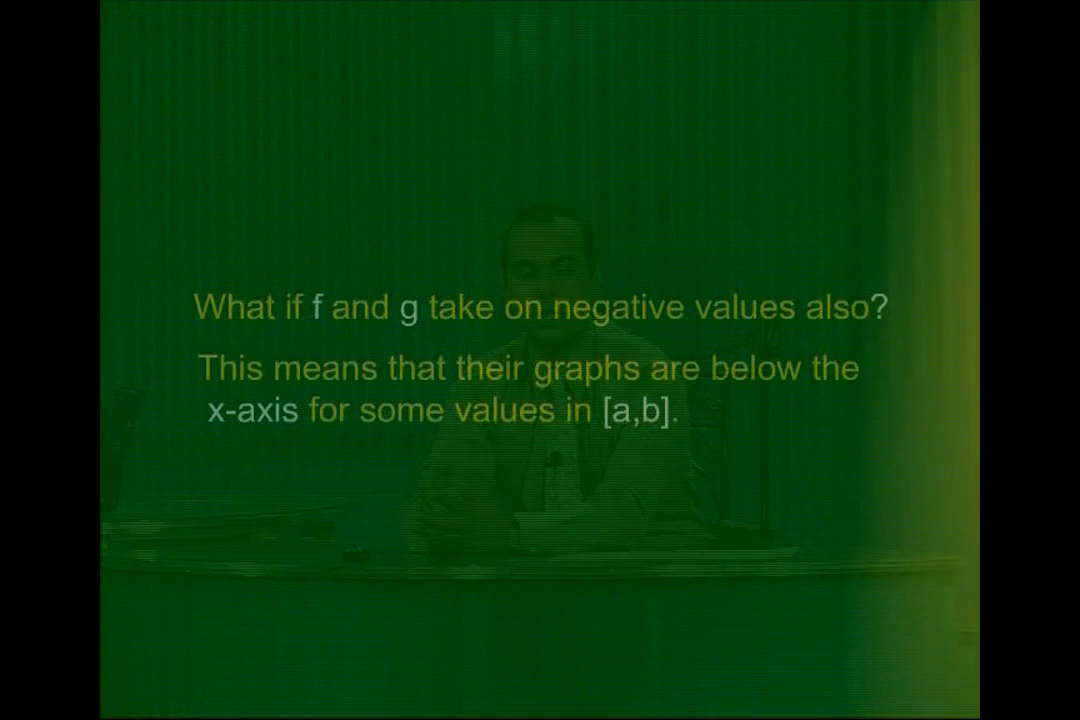 What if f and g take on negative values also?
This means that their graphs are below the
x-axis for some values in [a,b].